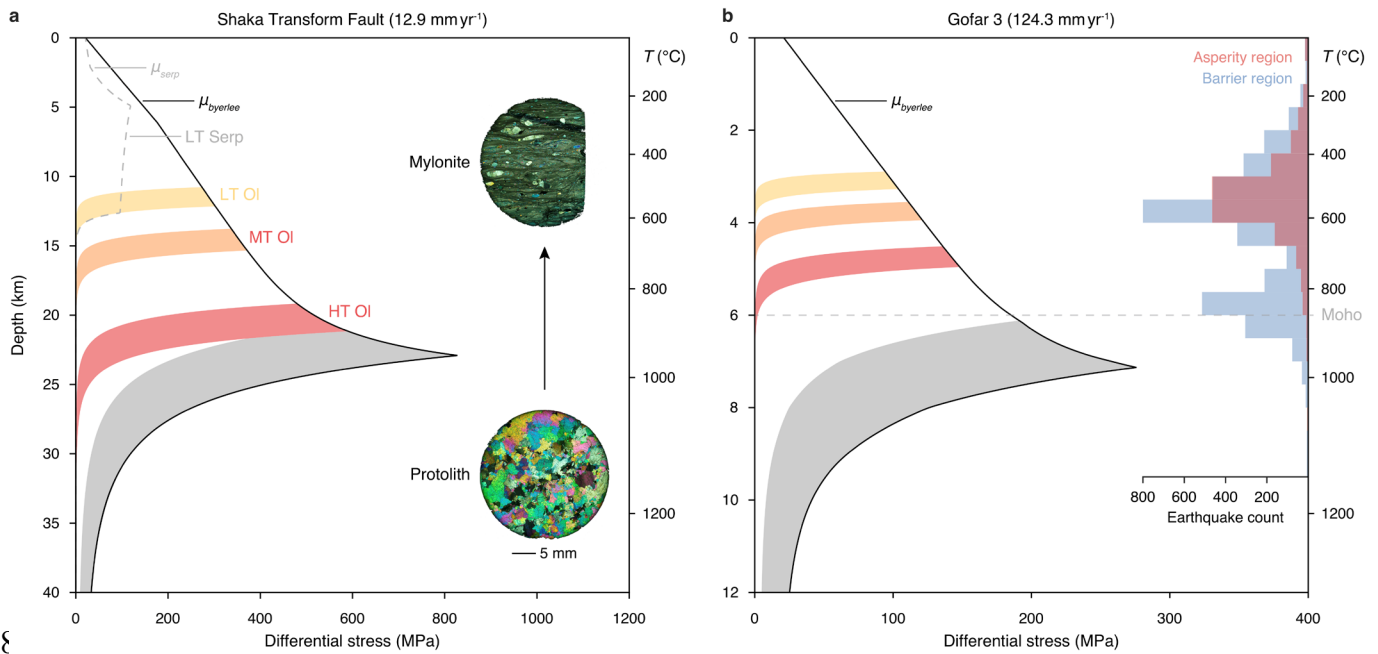 a
Shaka Transform Fault (12.9 mm yr⁻¹)
0
5
10
15
20
25
30
35
40
Depth (km)
0
200
400
600
800
1000
1200
Differential stress (MPa)
T (°C)
200
400
600
800
1000
1200
μserp
μbyerlee
LT Serp
LT Ol
MT Ol
HT Ol
Mylonite
Protolith
5 mm
b
Gofar 3 (124.3 mm yr⁻¹)
0
2
4
6
8
10
12
0
100
200
300
400
Differential stress (MPa)
T (°C)
200
400
600
800
Moho
1000
1200
Asperity region
Barrier region
μbyerlee
800 600 400 200
Earthquake count